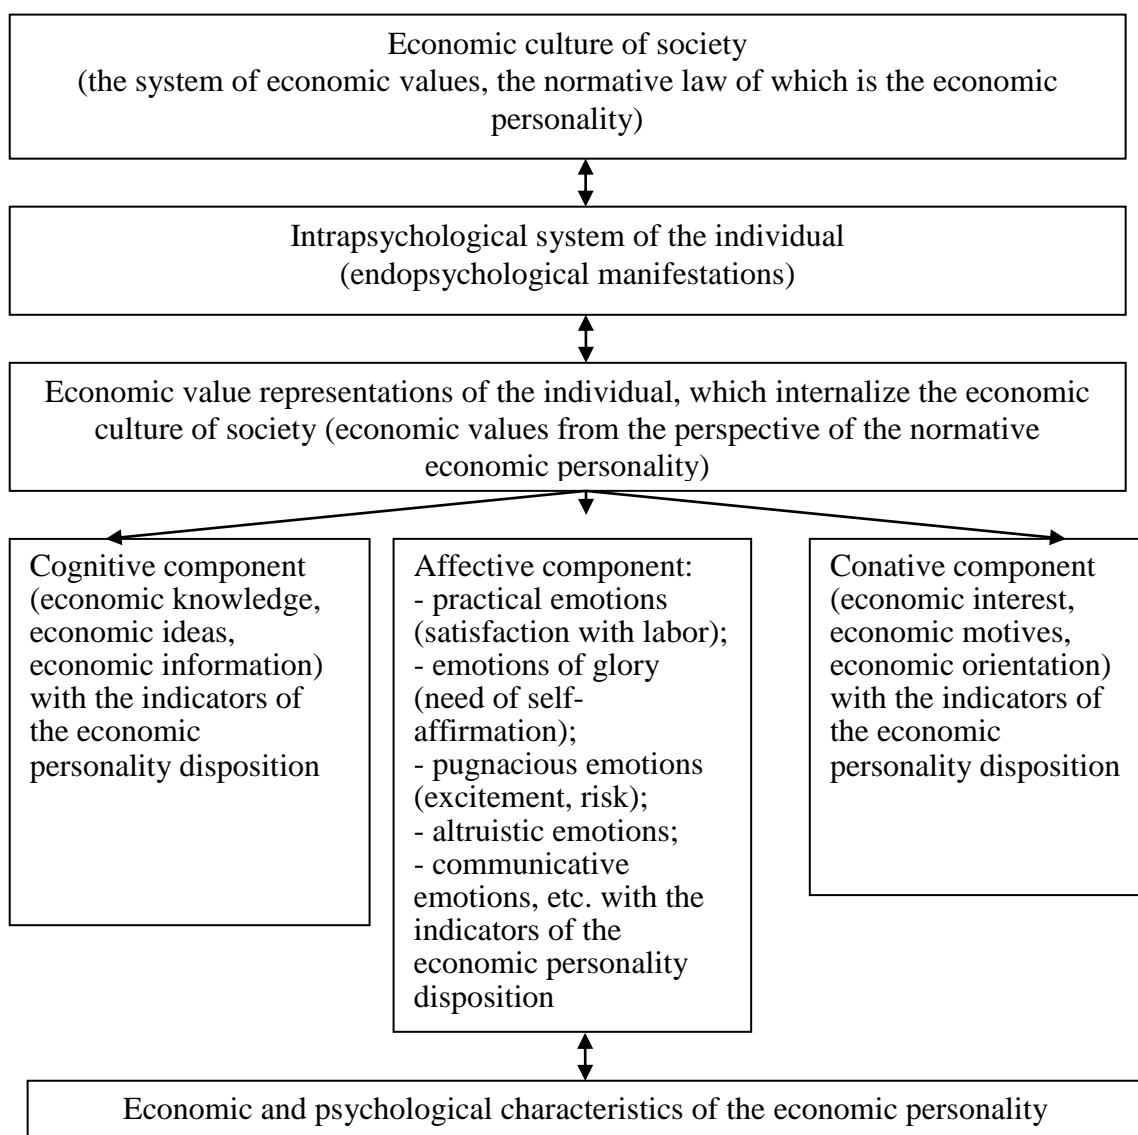 Economic culture of society
(the system of economic values, the normative law of which is the economic
personality)
Intrapsychological system of the individual
(endopsychological manifestations)
Economic value representations of the individual, which internalize the economic
culture of society (economic values from the perspective of the normative
economic personality)
Cognitive component
(economic knowledge,
economic ideas,
economic information)
with the indicators of
the economic
personality disposition
Affective component:
- practical emotions
(satisfaction with labor);
- emotions of glory
(need of self-
affirmation);
- pugnacious emotions
(excitement, risk);
- altruistic emotions;
- communicative
emotions, etc. with the
indicators of the
economic personality
disposition
Conative component
(economic interest,
economic motives,
economic orientation)
with the indicators of
the economic
personality disposition
Economic and psychological characteristics of the economic personality